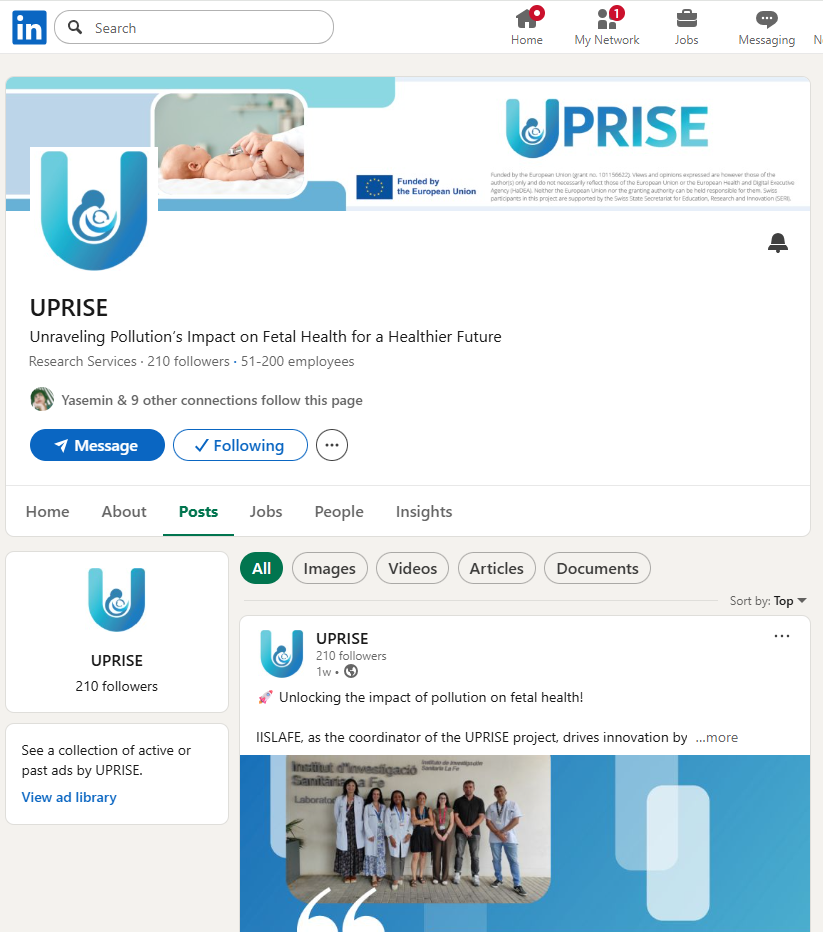 in
Search
Home
1
My Network
Jobs
Messaging
N
UPRISE
Funded by
the European Union
Funded by the European Union (grant no. 101156622). Views and opinions expressed are however those of the
author(s) only and do not necessarily reflect those of the European Union or the European Health and Digital Executive
Agency (HaDEA). Neither the European Union nor the granting authority can be held responsible for them. Swiss
participants in this project are supported by the Swiss State Secretariat for Education, Research and Innovation (SERI).
UPRISE
Unraveling Pollution’s Impact on Fetal Health for a Healthier Future
Research Services · 210 followers · 51-200 employees
Yasemin & 9 other connections follow this page
Message
Following
Home
About
Posts
Jobs
People
Insights
UPRISE
210 followers
See a collection of active or
past ads by UPRISE.
View ad library
All
Images
Videos
Articles
Documents
Sort by: Top
UPRISE
210 followers
1w •
🚀 Unlocking the impact of pollution on fetal health!
IISLAFE, as the coordinator of the UPRISE project, drives innovation by …more
Institut d'investigació
Sanitària La Fe
Instituto de Investigación
Sanitaria La Fe